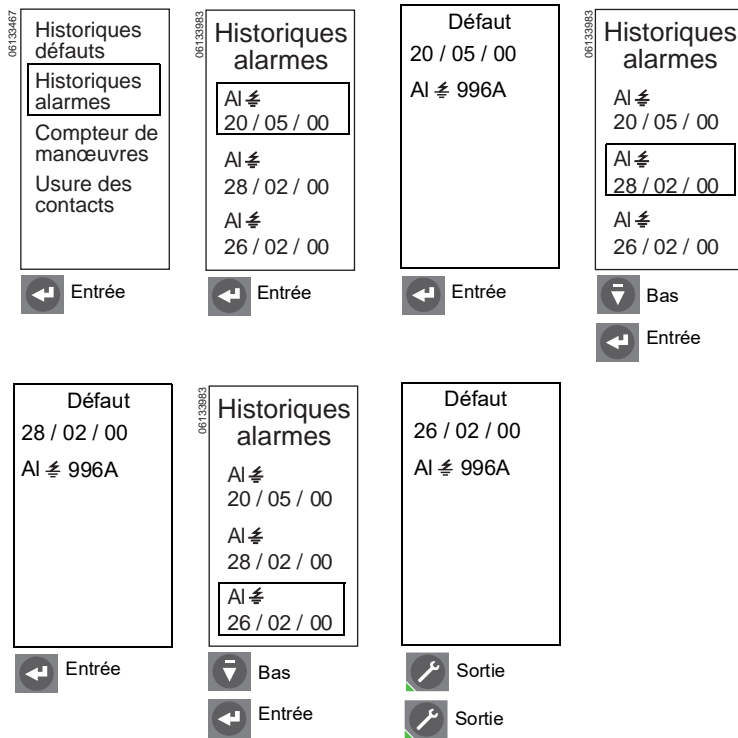 06133467
Historiques
défauts
Historiques
alarmes
Compteur de
manœuvres
Usure des
contacts
Entrée
06133983
Historiques
alarmes
Al
20 / 05 / 00
Al
28 / 02 / 00
Al
26 / 02 / 00
Entrée
Défaut
20 / 05 / 00
Al 996A
Entrée
06133983
Historiques
alarmes
Al
20 / 05 / 00
Al
28 / 02 / 00
Al
26 / 02 / 00
Bas
Entrée
Défaut
28 / 02 / 00
Al 996A
Entrée
06133983
Historiques
alarmes
Al
20 / 05 / 00
Al
28 / 02 / 00
Al
26 / 02 / 00
Bas
Entrée
Défaut
26 / 02 / 00
Al 996A
Sortie
Sortie